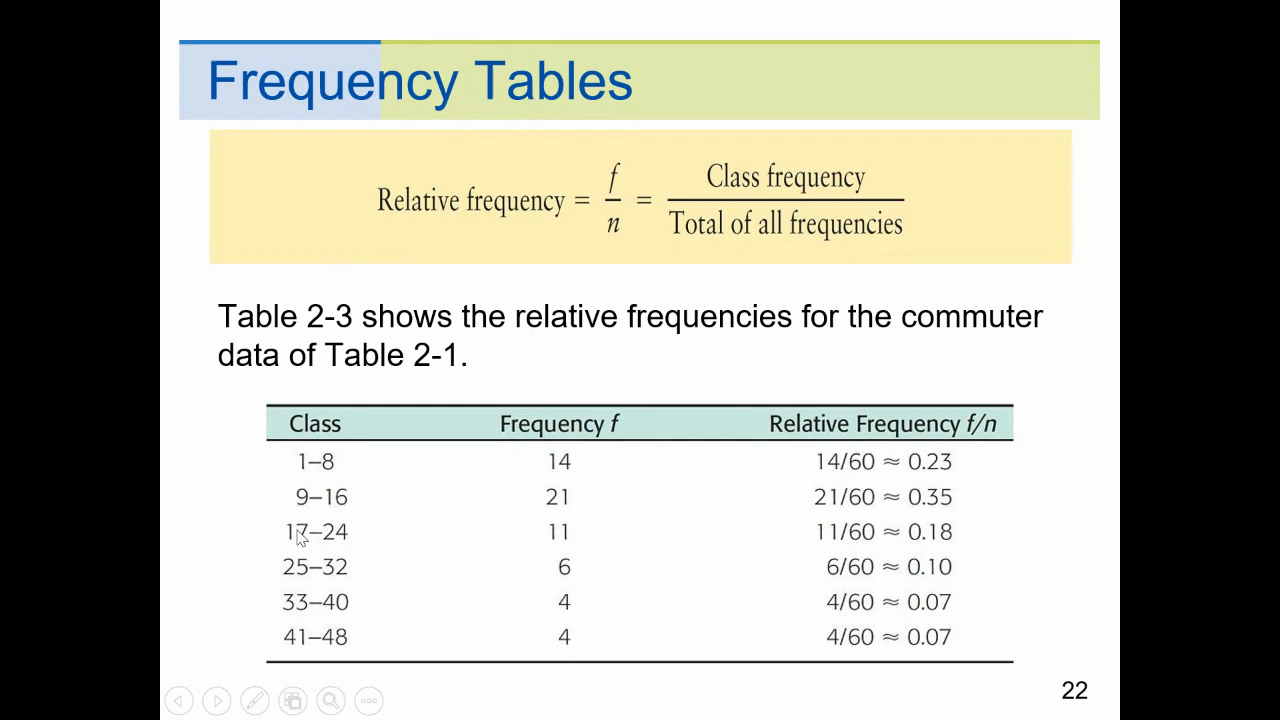 Frequency Tables
Relative frequency = f/n = Class frequency / Total of all frequencies
Table 2-3 shows the relative frequencies for the commuter
data of Table 2-1.
Class Frequency f Relative Frequency f/n
1–8 14 14/60 ≈ 0.23
9–16 21 21/60 ≈ 0.35
17–24 11 11/60 ≈ 0.18
25–32 6 6/60 ≈ 0.10
33–40 4 4/60 ≈ 0.07
41–48 4 4/60 ≈ 0.07
22